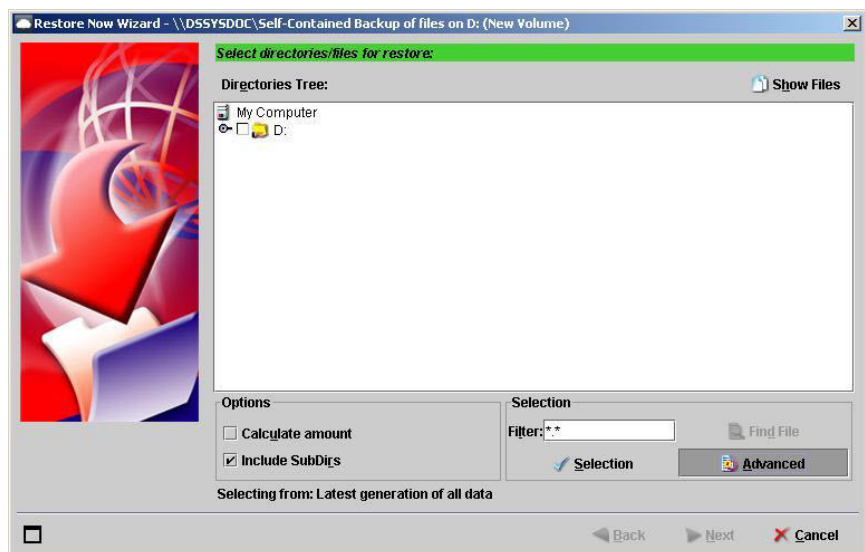 Restore Now Wizard - \\DSSYSDOC\Self-Contained Backup of files on D: (New Volume)
Select directories/files for restore:
Directories Tree:
Show Files
My Computer
D:
Options
Calculate amount
Include SubDirs
Selection
Filter: *.*
Find File
Selection
Advanced
Selecting from: Latest generation of all data
Back
Next
Cancel